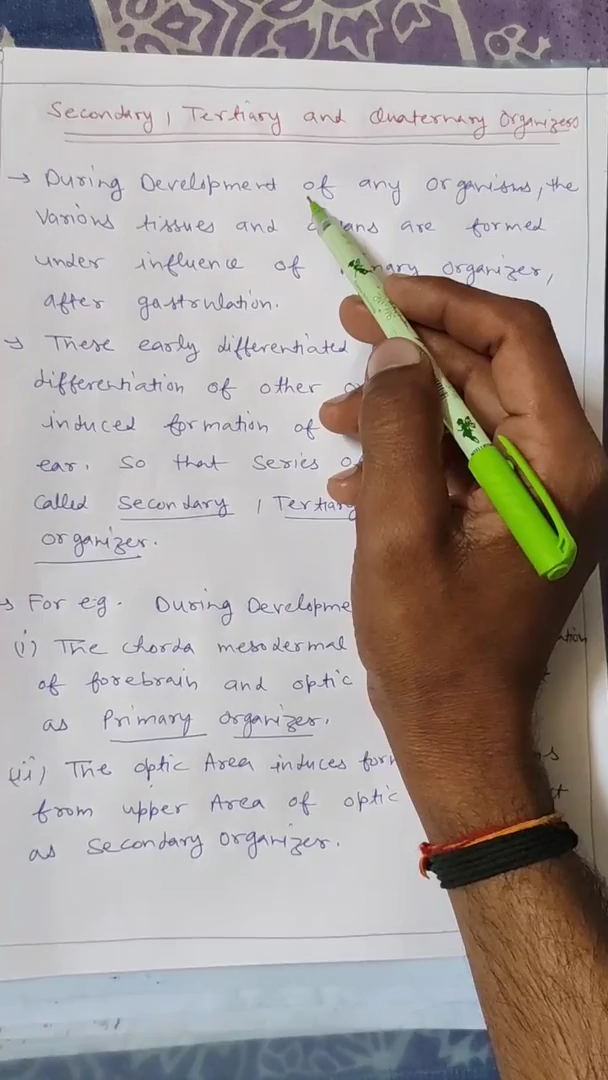 Secondary, Tertiary and Quaternary Organizers
→ During Development of any organisms, the
various tissues and organs are formed
under influence of organizer,
after gastrulation.
→ These early differentiated
differentiation of other
induced formation of
ear. So that series
called Secondary, Tertiary
organizer.
→ For e.g. During Developme
(i) The chorda mesodermal
of forebrain and optic
as Primary organizer.
(ii) The optic Area induces for
from upper Area of optic
as Secondary organizer.